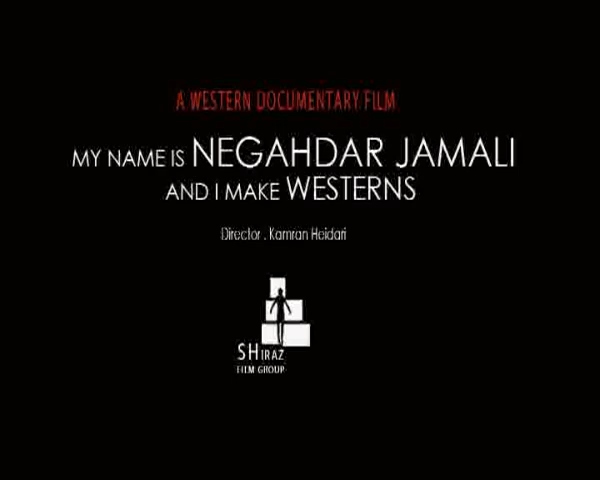 A WESTERN DOCUMENTARY FILM
MY NAME IS NEGAHDAR JAMALI
AND I MAKE WESTERNS
Director . Kamran Heidari
SHIRAZ
FILM GROUP